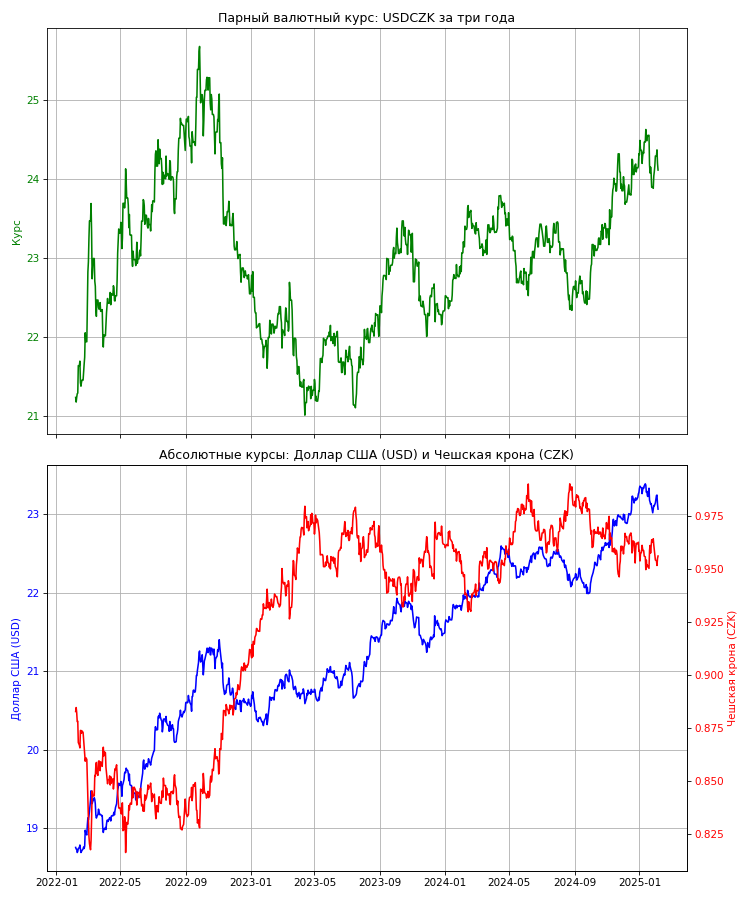 Парный валютный курс: USDCZK за три года
25
24
23
22
21
Курс
Абсолютные курсы: Доллар США (USD) и Чешская крона (CZK)
23
22
21
20
19
Доллар США (USD)
0.975
0.950
0.925
0.900
0.875
0.850
0.825
Чешская крона (CZK)
2022-01 2022-05 2022-09 2023-01 2023-05 2023-09 2024-01 2024-05 2024-09 2025-01